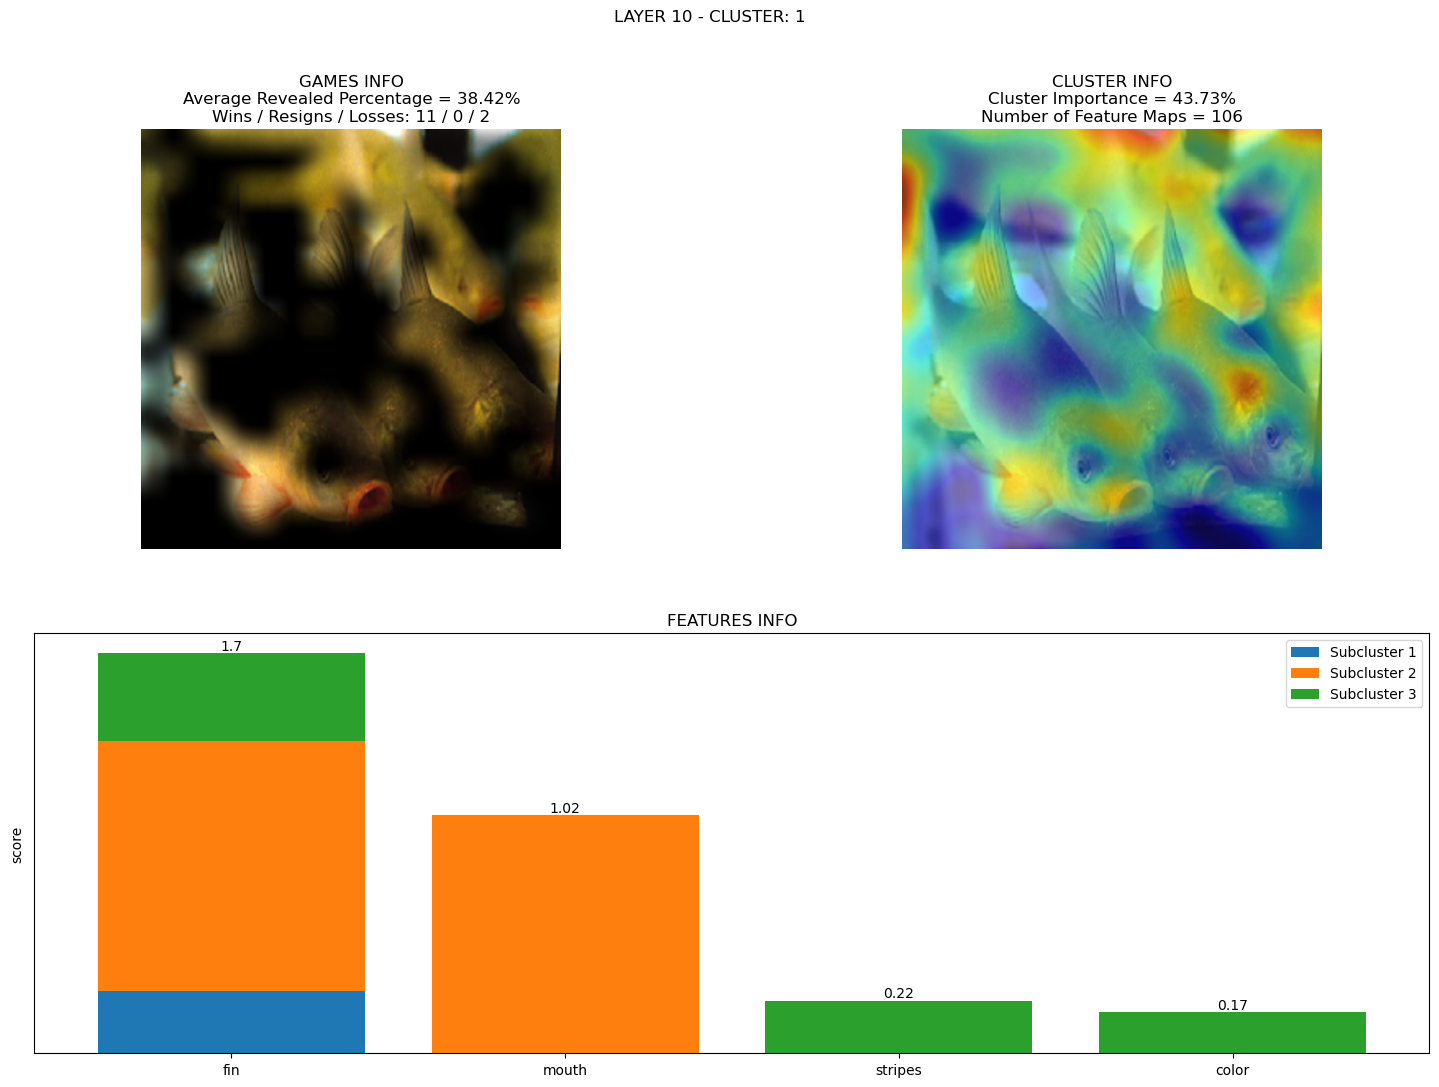 LAYER 10 - CLUSTER: 1
GAMES INFO
Average Revealed Percentage = 38.42%
Wins / Resigns / Losses: 11 / 0 / 2
CLUSTER INFO
Cluster Importance = 43.73%
Number of Feature Maps = 106
FEATURES INFO
score
1.7
1.02
0.22
0.17
Subcluster 1
Subcluster 2
Subcluster 3
fin
mouth
stripes
color